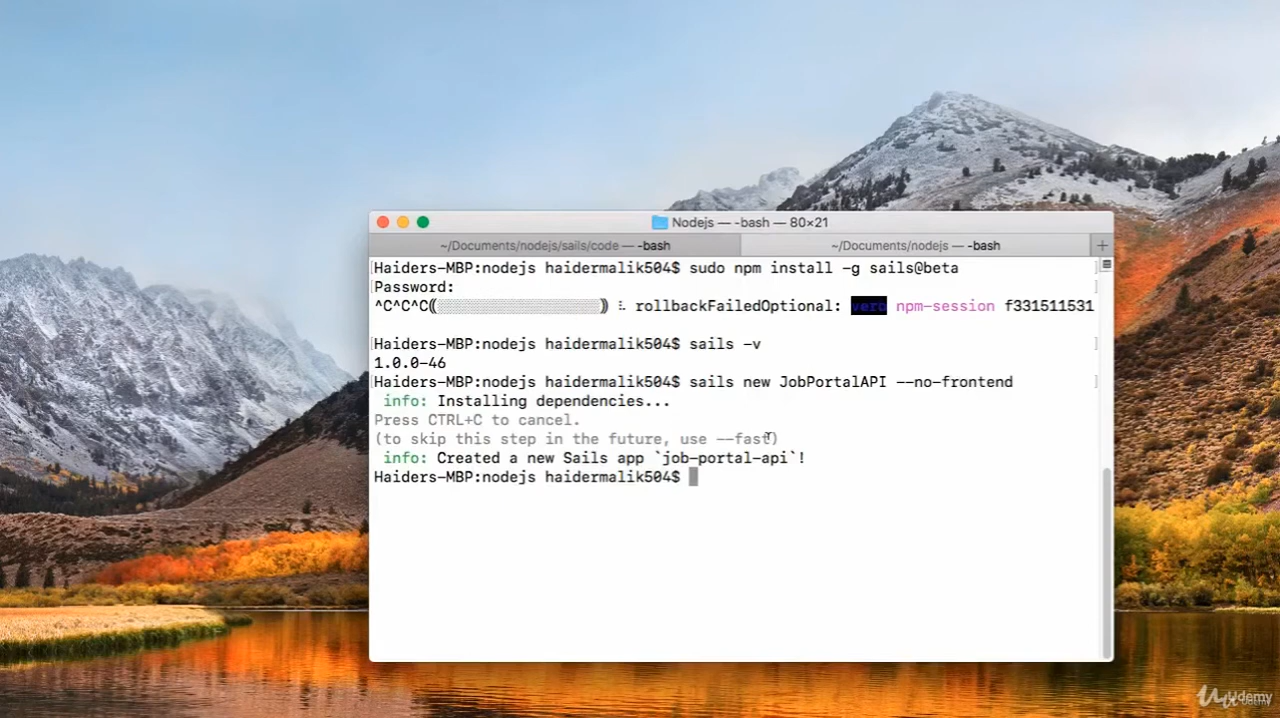 Nodejs — -bash — 80×21
~/Documents/nodejs/sails/code — -bash
~/Documents/nodejs — -bash
[Haiders-MBP:nodejs haidermalik504$ sudo npm install -g sails@beta ]
[Password: ]
^C^C^C(░░░░░░░░░░░░░░░░░░) ⠧ rollbackFailedOptional: verb npm-session f331511531
[Haiders-MBP:nodejs haidermalik504$ sails -v ]
1.0.0-46
[Haiders-MBP:nodejs haidermalik504$ sails new JobPortalAPI --no-frontend ]
info: Installing dependencies...
Press CTRL+C to cancel.
(to skip this step in the future, use --fast)
info: Created a new Sails app `job-portal-api`!
Haiders-MBP:nodejs haidermalik504$
Udemy